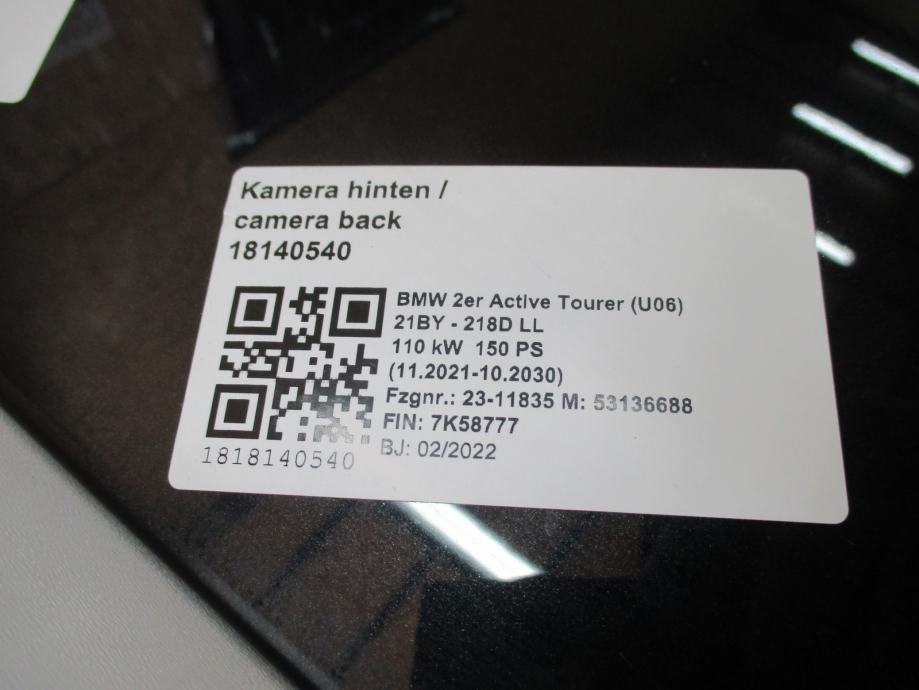 Kamera hinten /
camera back
18140540
BMW 2er Active Tourer (U06)
21BY - 218D LL
110 kW 150 PS
(11.2021-10.2030)
Fzgnr.: 23-11835 M: 53136688
FIN: 7K58777
BJ: 02/2022
1818140540